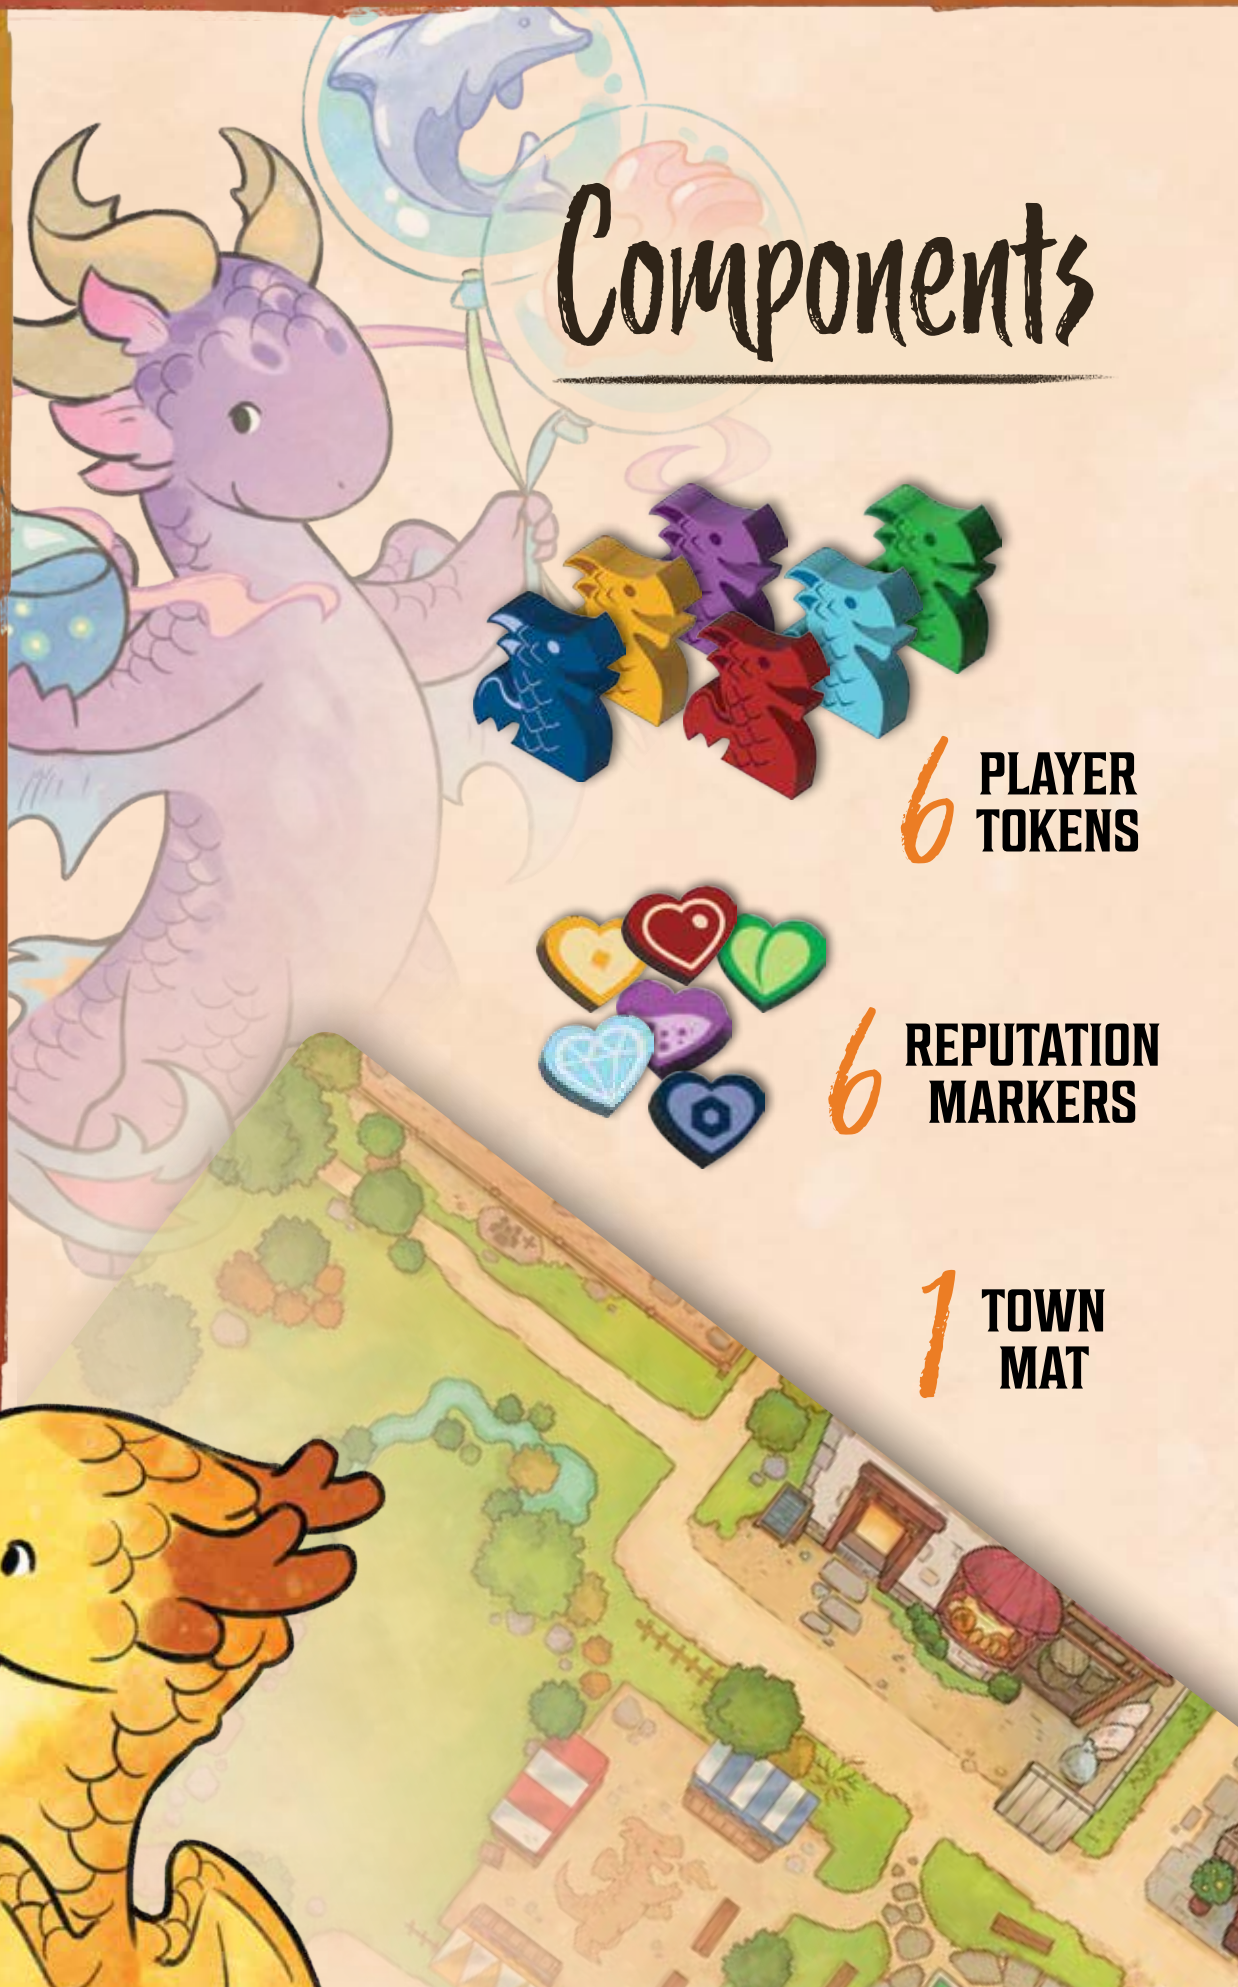 Components
6 PLAYER
TOKENS
6 REPUTATION
MARKERS
1 TOWN
MAT